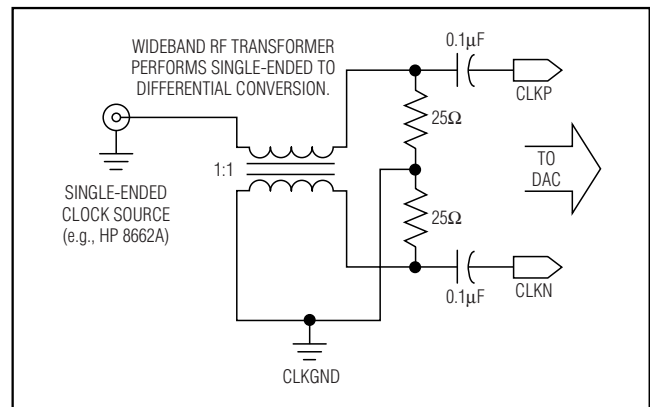 WIDEBAND RF TRANSFORMER
PERFORMS SINGLE-ENDED TO
DIFFERENTIAL CONVERSION.
0.1μF
CLKP
25Ω
1:1
TO
DAC
SINGLE-ENDED
CLOCK SOURCE
(e.g., HP 8662A)
25Ω
0.1μF
CLKN
CLKGND